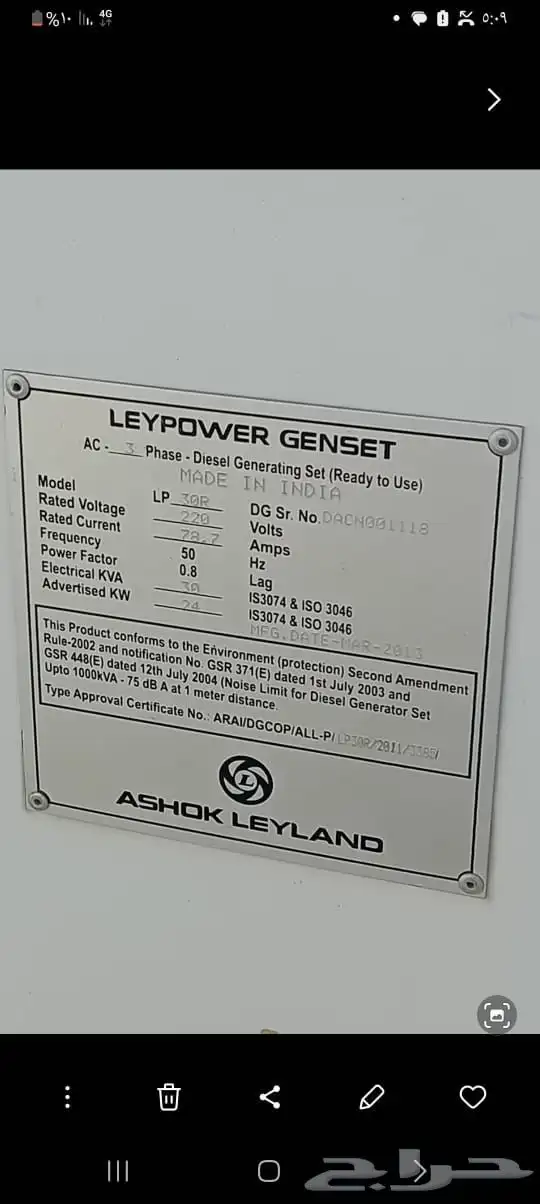 %١٠ 4G ٥:٠٩
LEYPOWER GENSET
AC - 3 Phase - Diesel Generating Set (Ready to Use)
MADE IN INDIA
Model LP 30R DG Sr. No. DACN001118
Rated Voltage 220 Volts
Rated Current 78.7 Amps
Frequency 50 Hz
Power Factor 0.8 Lag
Electrical KVA 30 IS3074 & ISO 3046
Advertised KW 24 IS3074 & ISO 3046
MFG.DATE-MAR-2013
This Product conforms to the Environment (protection) Second Amendment
Rule-2002 and notification No. GSR 371(E) dated 1st July 2003 and
GSR 448(E) dated 12th July 2004 (Noise Limit for Diesel Generator Set
Upto 1000kVA - 75 dB A at 1 meter distance.
Type Approval Certificate No.: ARAI/DGCOP/ALL-P/LP30R/2011/3385/
L
ASHOK LEYLAND
حراج